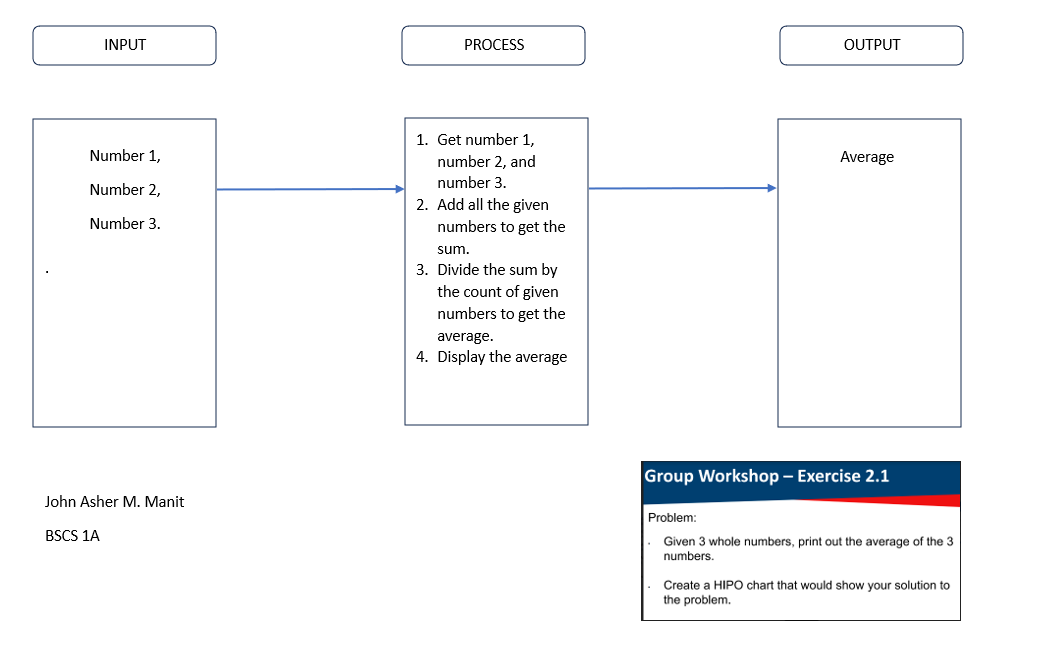 INPUT
PROCESS
OUTPUT
Number 1,
Number 2,
Number 3.
.
1. Get number 1,
number 2, and
number 3.
2. Add all the given
numbers to get the
sum.
3. Divide the sum by
the count of given
numbers to get the
average.
4. Display the average
Average
John Asher M. Manit
BSCS 1A
Group Workshop – Exercise 2.1
Problem:
· Given 3 whole numbers, print out the average of the 3
numbers.
· Create a HIPO chart that would show your solution to
the problem.